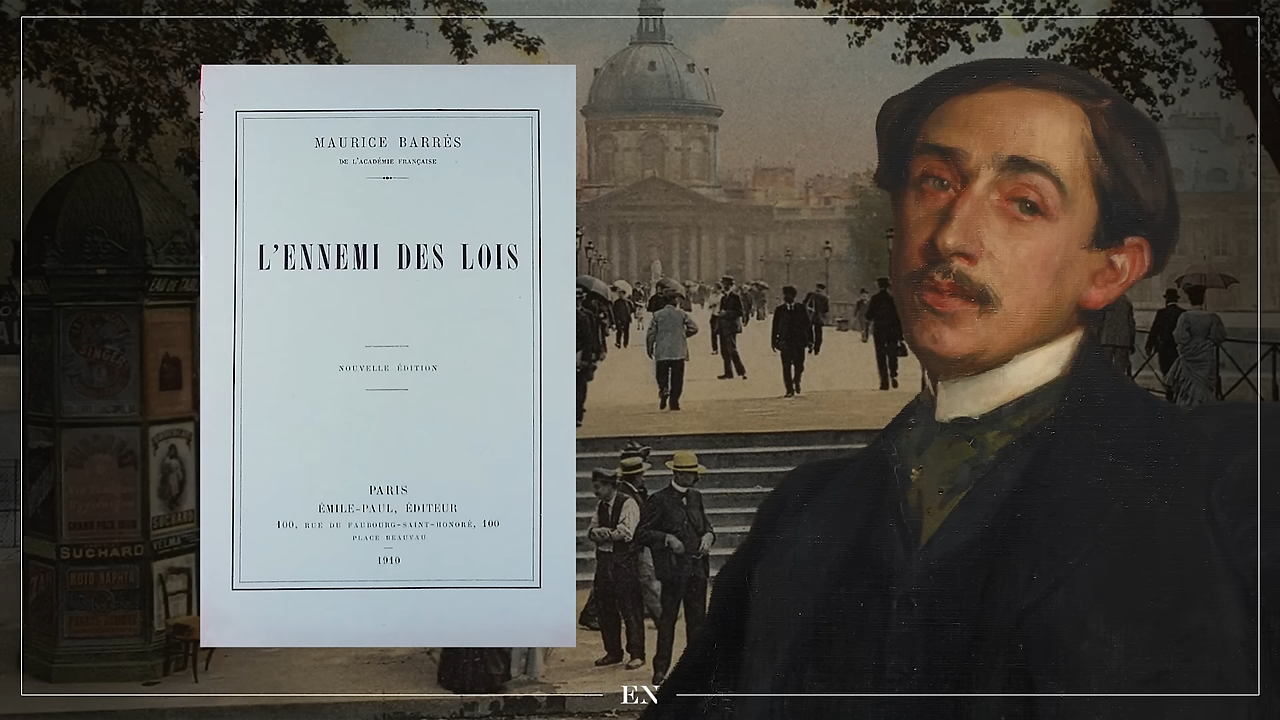 MAURICE BARRÈS
DE L'ACADÉMIE FRANÇAISE
L'ENNEMI DES LOIS
NOUVELLE ÉDITION
PARIS
ÉMILE-PAUL, ÉDITEUR
100, RUE DU FAUBOURG-SAINT-HONORÉ, 100
PLACE BEAUVAU
1910
SINGER
SUCHARD
SUCHARD
EN